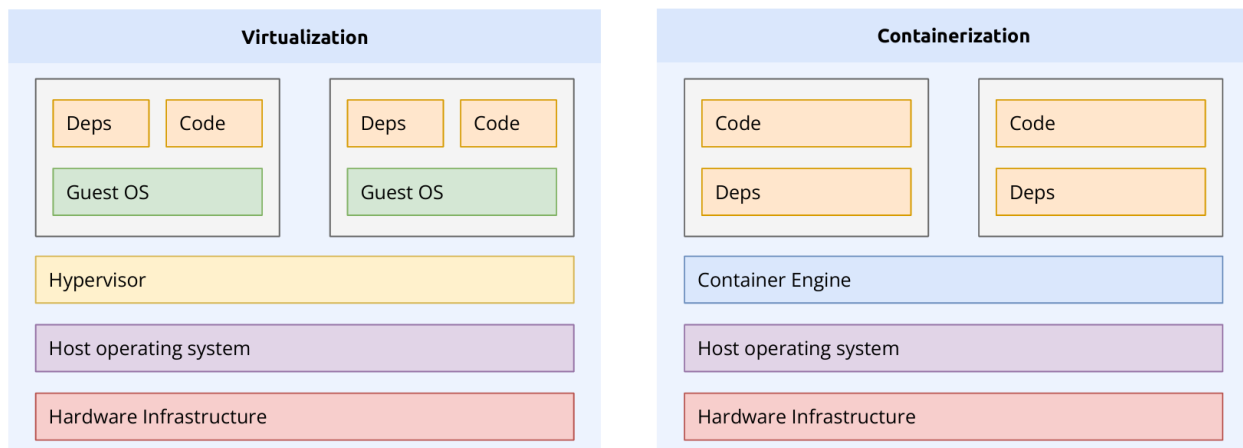 Virtualization
Deps Code
Guest OS
Deps Code
Guest OS
Hypervisor
Host operating system
Hardware Infrastructure
Containerization
Code
Deps
Code
Deps
Container Engine
Host operating system
Hardware Infrastructure